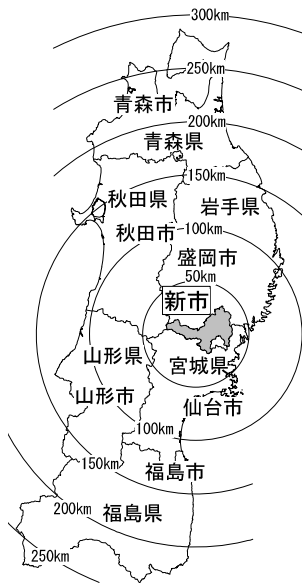 300km
250km
青森市
200km
青森県
150km
秋田県
岩手県
秋田市
100km
盛岡市
50km
新市
山形県
宮城県
山形市
仙台市
100km
150km
福島市
200km
福島県
250km